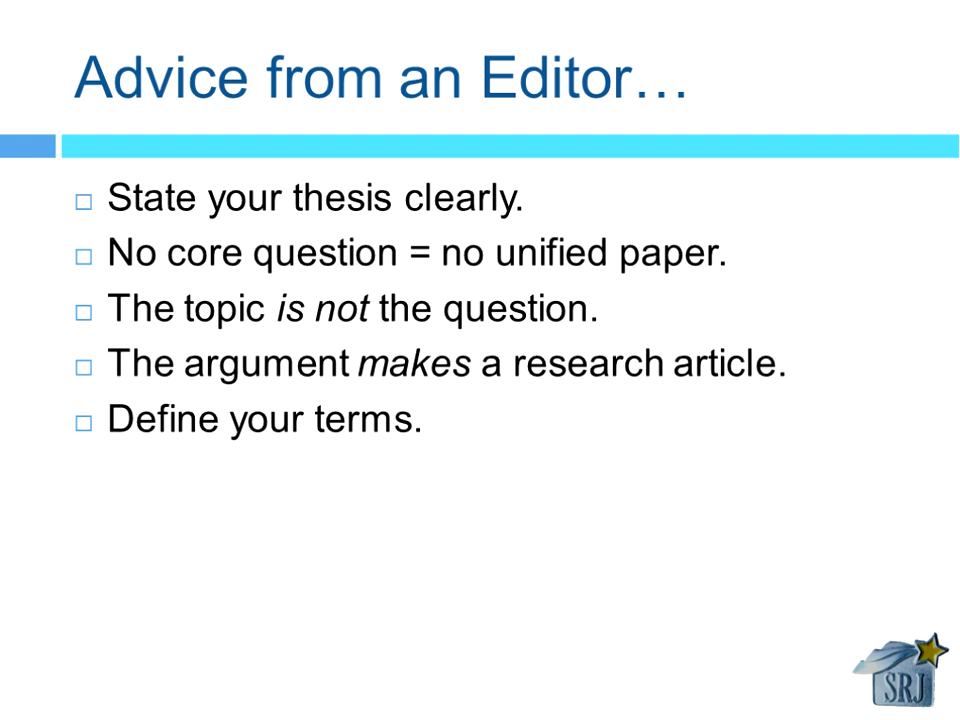 Advice from an Editor…
State your thesis clearly.
No core question = no unified paper.
The topic is not the question.
The argument makes a research article.
Define your terms.
SRJ